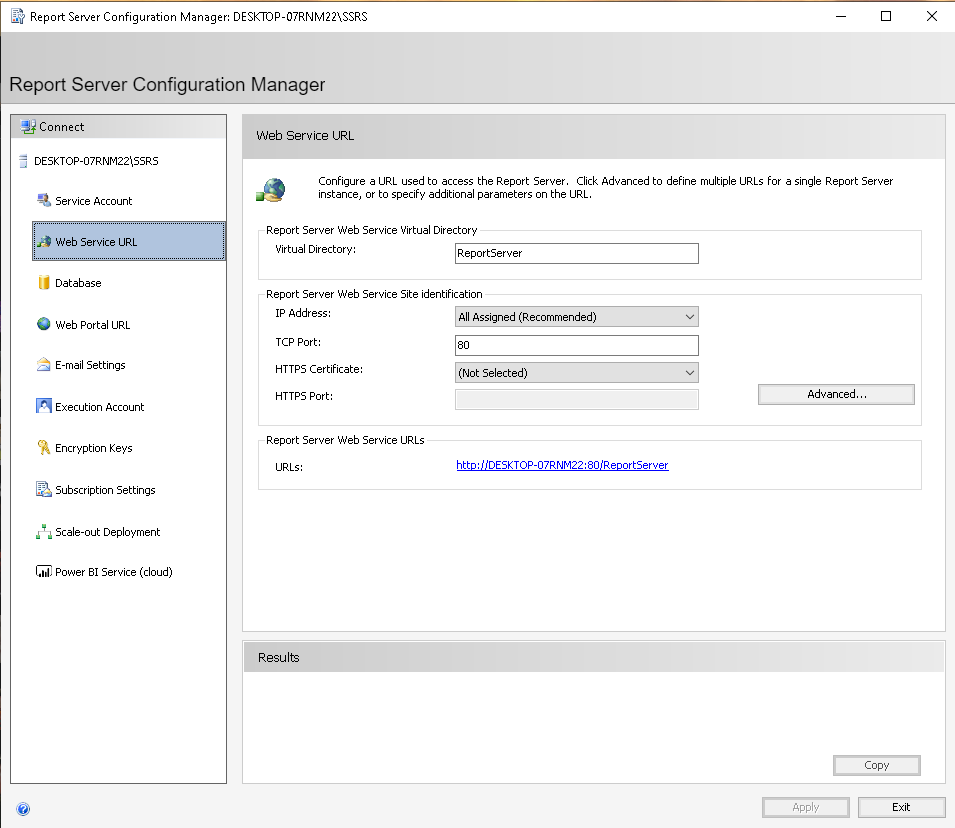 Report Server Configuration Manager: DESKTOP-07RNM22\SSRS
Report Server Configuration Manager
Connect
DESKTOP-07RNM22\SSRS
Service Account
Web Service URL
Database
Web Portal URL
E-mail Settings
Execution Account
Encryption Keys
Subscription Settings
Scale-out Deployment
Power BI Service (cloud)
Web Service URL
Configure a URL used to access the Report Server.  Click Advanced to define multiple URLs for a single Report Server
instance, or to specify additional parameters on the URL.
Report Server Web Service Virtual Directory
Virtual Directory: ReportServer
Report Server Web Service Site identification
IP Address: All Assigned (Recommended)
TCP Port: 80
HTTPS Certificate: (Not Selected)
HTTPS Port:
Advanced...
Report Server Web Service URLs
URLs: http://DESKTOP-07RNM22:80/ReportServer
Results
Copy
Apply Exit